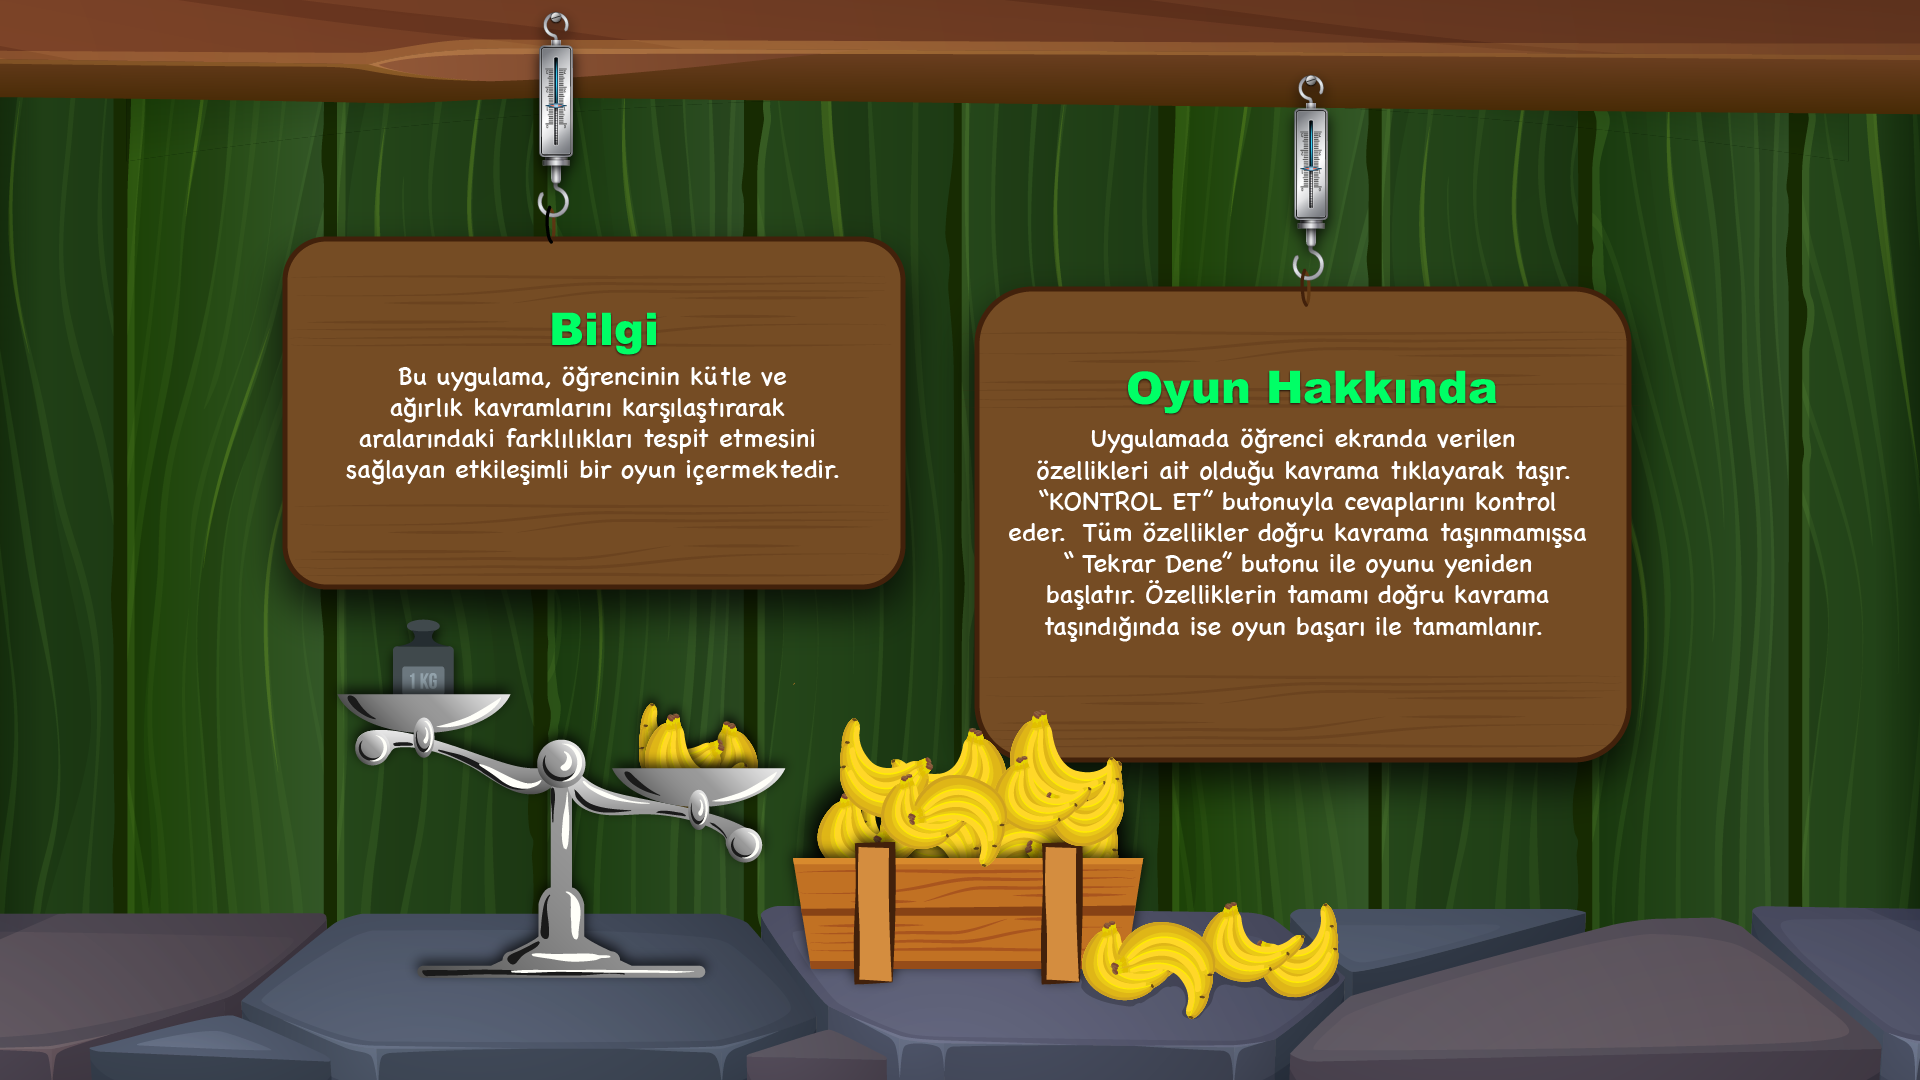 Bilgi
Bu uygulama, öğrencinin kütle ve
ağırlık kavramlarını karşılaştırarak
aralarındaki farklılıkları tespit etmesini
sağlayan etkileşimli bir oyun içermektedir.
Oyun Hakkında
Uygulamada öğrenci ekranda verilen
özellikleri ait olduğu kavrama tıklayarak taşır.
“KONTROL ET” butonuyla cevaplarını kontrol
eder.  Tüm özellikler doğru kavrama taşınmamışsa
“ Tekrar Dene” butonu ile oyunu yeniden
başlatır. Özelliklerin tamamı doğru kavrama
taşındığında ise oyun başarı ile tamamlanır.
1 KG